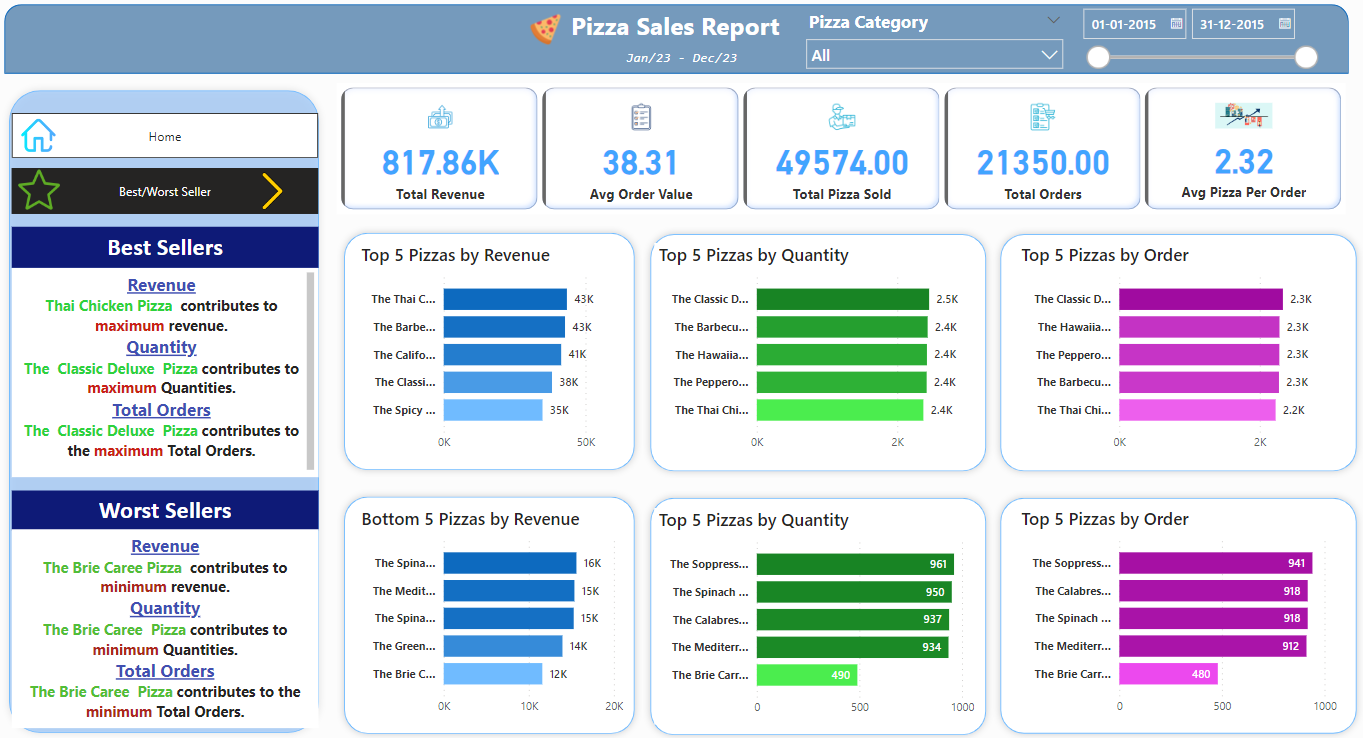 Pizza Sales Report
Jan/23 - Dec/23
Pizza Category
All
01-01-2015
31-12-2015
Home
Best/Worst Seller
Best Sellers
Revenue
Thai Chicken Pizza contributes to
maximum revenue.
Quantity
The Classic Deluxe Pizza contributes to
maximum Quantities.
Total Orders
The Classic Deluxe Pizza contributes to
the maximum Total Orders.
Worst Sellers
Revenue
The Brie Caree Pizza contributes to
minimum revenue.
Quantity
The Brie Caree Pizza contributes to
minimum Quantities.
Total Orders
The Brie Caree Pizza contributes to the
minimum Total Orders.
817.86K
Total Revenue
38.31
Avg Order Value
49574.00
Total Pizza Sold
21350.00
Total Orders
2.32
Avg Pizza Per Order
Top 5 Pizzas by Revenue
The Thai C... 43K
The Barbe... 43K
The Califo... 41K
The Classi... 38K
The Spicy ... 35K
0K 50K
Top 5 Pizzas by Quantity
The Classic D... 2.5K
The Barbecu... 2.4K
The Hawaiia... 2.4K
The Peppero... 2.4K
The Thai Chi... 2.4K
0K 2K
Top 5 Pizzas by Order
The Classic D... 2.3K
The Hawaiia... 2.3K
The Peppero... 2.3K
The Barbecu... 2.3K
The Thai Chi... 2.2K
0K 2K
Bottom 5 Pizzas by Revenue
The Spina... 16K
The Medit... 15K
The Spina... 15K
The Green... 14K
The Brie C... 12K
0K 10K 20K
Top 5 Pizzas by Quantity
The Soppress... 961
The Spinach ... 950
The Calabres... 937
The Mediterr... 934
The Brie Carr... 490
0 500 1000
Top 5 Pizzas by Order
The Soppress... 941
The Calabres... 918
The Spinach ... 918
The Mediterr... 912
The Brie Carr... 480
0 500 1000